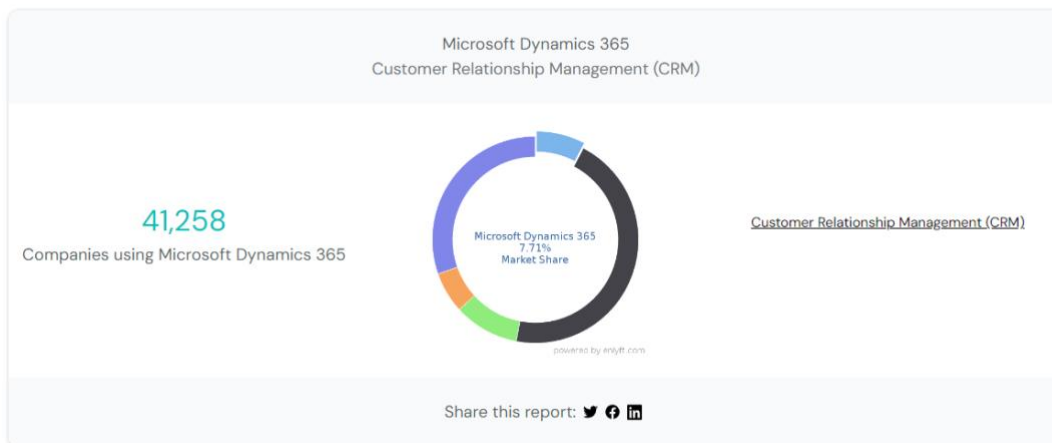 Microsoft Dynamics 365
Customer Relationship Management (CRM)
41,258
Companies using Microsoft Dynamics 365
Microsoft Dynamics 365
7.71%
Market Share
Customer Relationship Management (CRM)
powered by enlyft.com
Share this report: